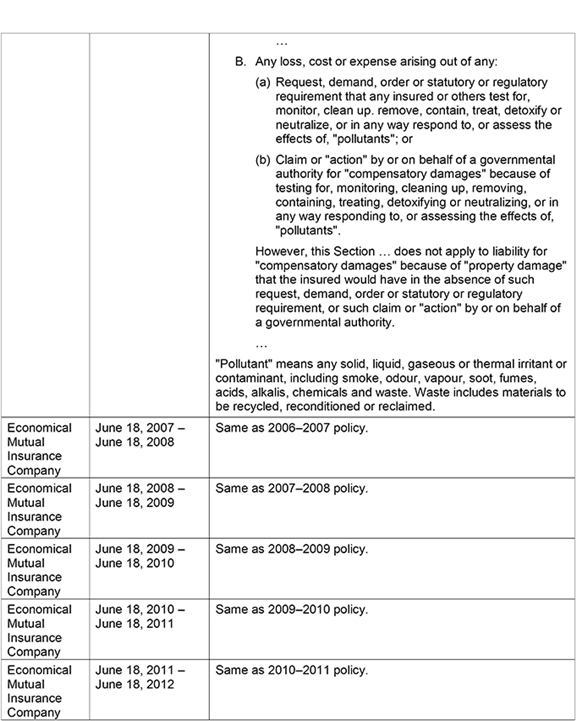 …
B. Any loss, cost or expense arising out of any:
(a) Request, demand, order or statutory or regulatory
requirement that any insured or others test for,
monitor, clean up. remove, contain, treat, detoxify or
neutralize, or in any way respond to, or assess the
effects of, "pollutants"; or
(b) Claim or "action" by or on behalf of a governmental
authority for "compensatory damages" because of
testing for, monitoring, cleaning up, removing,
containing, treating, detoxifying or neutralizing, or in
any way responding to, or assessing the effects of,
"pollutants".
However, this Section … does not apply to liability for
"compensatory damages" because of "property damage"
that the insured would have in the absence of such
request, demand, order or statutory or regulatory
requirement, or such claim or "action" by or on behalf of
a governmental authority.
…
"Pollutant" means any solid, liquid, gaseous or thermal irritant or
contaminant, including smoke, odour, vapour, soot, fumes,
acids, alkalis, chemicals and waste. Waste includes materials to
be recycled, reconditioned or reclaimed.
Economical June 18, 2007 – Same as 2006–2007 policy.
Mutual June 18, 2008
Insurance
Company
Economical June 18, 2008 – Same as 2007–2008 policy.
Mutual June 18, 2009
Insurance
Company
Economical June 18, 2009 – Same as 2008–2009 policy.
Mutual June 18, 2010
Insurance
Company
Economical June 18, 2010 – Same as 2009–2010 policy.
Mutual June 18, 2011
Insurance
Company
Economical June 18, 2011 – Same as 2010–2011 policy.
Mutual June 18, 2012
Insurance
Company